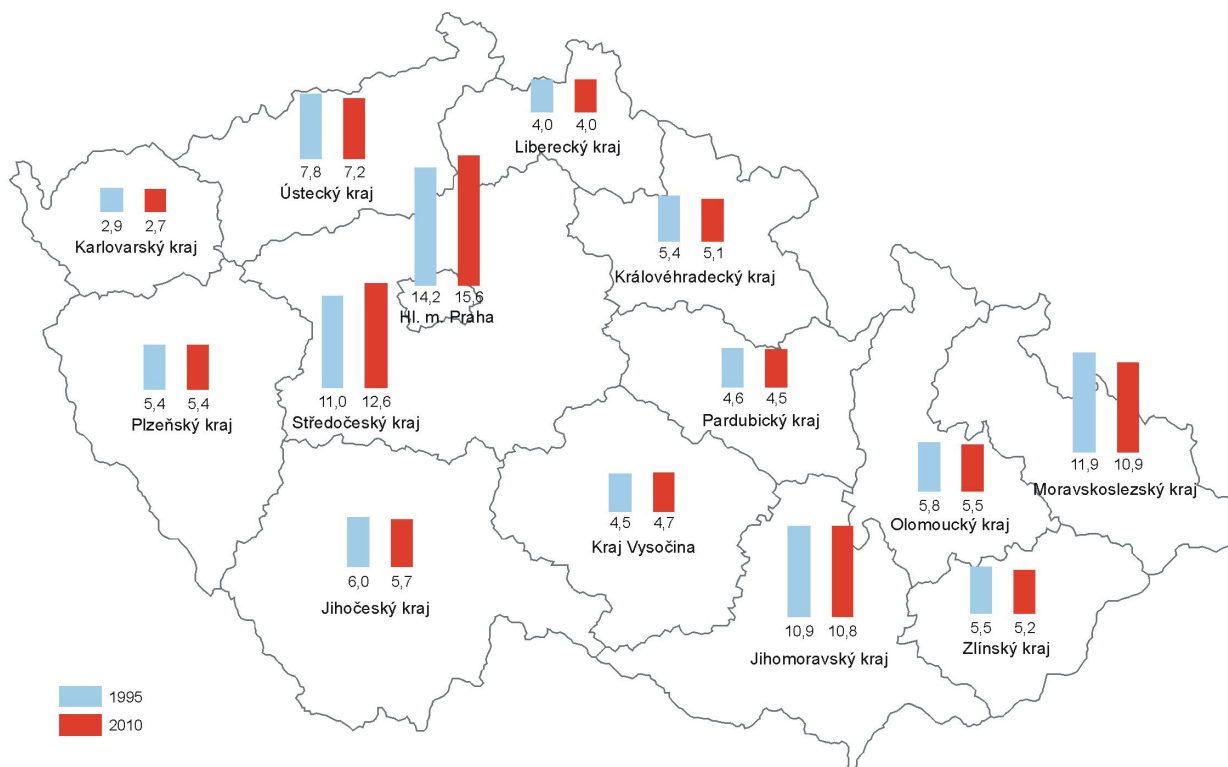 4,0 4,0
Liberecký kraj
7,8 7,2
Ústecký kraj
2,9 2,7
Karlovarský kraj
5,4 5,1
Královéhradecký kraj
14,2 15,6
Hl. m. Praha
5,4 5,4
Plzeňský kraj
11,0 12,6
Středočeský kraj
4,6 4,5
Pardubický kraj
11,9 10,9
Moravskoslezský kraj
5,8 5,5
Olomoucký kraj
4,5 4,7
Kraj Vysočina
6,0 5,7
Jihočeský kraj
10,9 10,8
Jihomoravský kraj
5,5 5,2
Zlínský kraj
1995
2010